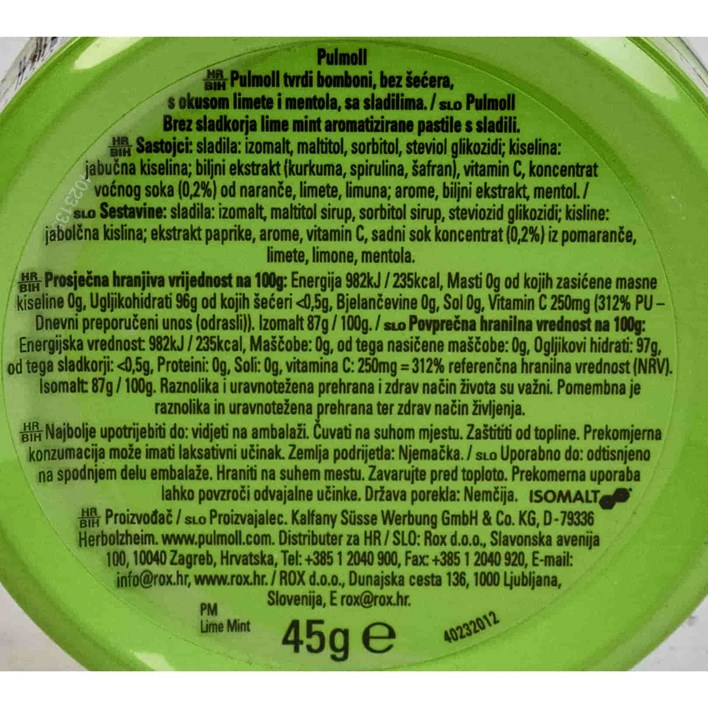 Pulmoll
HR BIH Pulmoll tvrdi bomboni, bez šećera,
s okusom limete i mentola, sa sladilima. / SLO Pulmoll
Brez sladkorja lime mint aromatizirane pastile s sladili.
HR BIH Sastojci: sladila: izomalt, maltitol, sorbitol, steviol glikozidi; kiselina:
jabučna kiselina; biljni ekstrakt (kurkuma, spirulina, šafran), vitamin C, koncentrat
voćnog soka (0,2%) od naranče, limete, limuna; arome, biljni ekstrakt, mentol. /
SLO Sestavine: sladila: izomalt, maltitol sirup, sorbitol sirup, steviozid glikozidi; kisline:
jabolčna kislina; ekstrakt paprike, arome, vitamin C, sadni sok koncentrat (0,2%) iz pomaranče,
limete, limone, mentola.
HR BIH Prosječna hranjiva vrijednost na 100g: Energija 982kJ / 235kcal, Masti 0g od kojih zasićene masne
kiseline 0g, Ugljikohidrati 96g od kojih šećeri <0,5g, Bjelančevine 0g, Sol 0g, Vitamin C 250mg (312% PU –
Dnevni preporučeni unos (odrasli)). Izomalt 87g / 100g. / SLO Povprečna hranilna vrednost na 100g:
Energijska vrednost: 982kJ / 235kcal, Maščobe: 0g, od tega nasičene maščobe: 0g, Ogljikovi hidrati: 97g,
od tega sladkorji: <0,5g, Proteini: 0g, Soli: 0g, vitamina C: 250mg = 312% referenčna hranilna vrednost (NRV).
Isomalt: 87g / 100g. Raznolika i uravnotežena prehrana i zdrav način života su važni. Pomembna je
raznolika in uravnotežena prehrana ter zdrav način življenja.
HR BIH Najbolje upotrijebiti do: vidjeti na ambalaži. Čuvati na suhom mjestu. Zaštititi od topline. Prekomjerna
konzumacija može imati laksativni učinak. Zemlja podrijetla: Njemačka. / SLO Uporabno do: odtisnjeno
na spodnjem delu embalaže. Hraniti na suhem mestu. Zavarujte pred toploto. Prekomerna uporaba
lahko povzroči odvajalne učinke. Država porekla: Nemčija. ISOMALT
HR BIH Proizvođač / SLO Proizvajalec. Kalfany Süsse Werbung GmbH & Co. KG, D-79336
Herbolzheim. www.pulmoll.com. Distributer za HR / SLO: Rox d.o.o., Slavonska avenija
100, 10040 Zagreb, Hrvatska, Tel: +385 1 2040 900, Fax: +385 1 2040 920, E-mail:
info@rox.hr, www.rox.hr. / ROX d.o.o., Dunajska cesta 136, 1000 Ljubljana,
Slovenija, E rox@rox.hr.
PM
Lime Mint
45g e
40232012